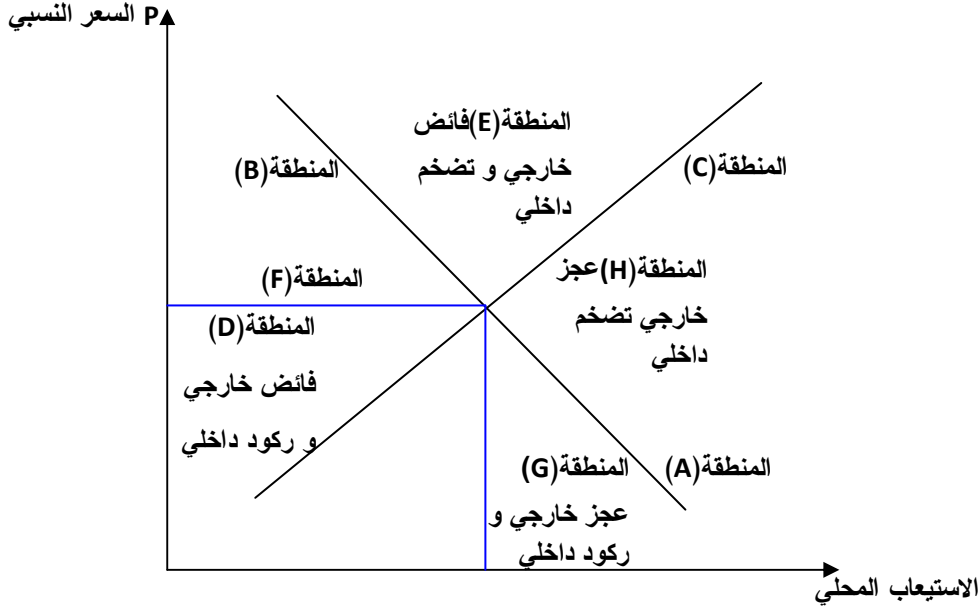 P السعر النسبي
المنطقة(E)فائض
خارجي و تضخم
داخلي
المنطقة(C)
المنطقة(B)
المنطقة(H)عجز
خارجي تضخم
داخلي
المنطقة(F)
المنطقة(D)
فائض خارجي
و ركود داخلي
المنطقة(A)
المنطقة(G)
عجز خارجي و
ركود داخلي
الاستيعاب المحلي